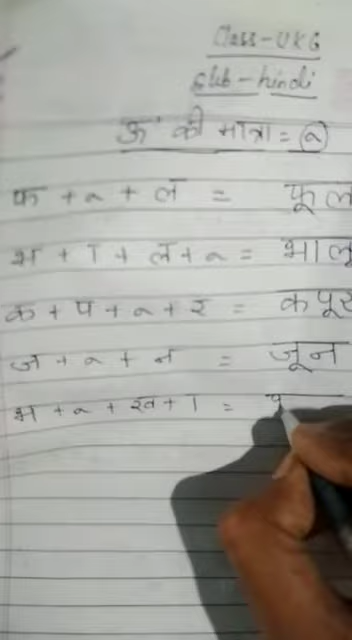 Class-UKG
Sub-hindi
ऊ की मात्रा = ू
फ + ू + ल = फूल
भ + ा + ल + ू = भालू
क + प + ू + र = कपूर
ज + ू + न = जून
भ + ू + ख + ा =